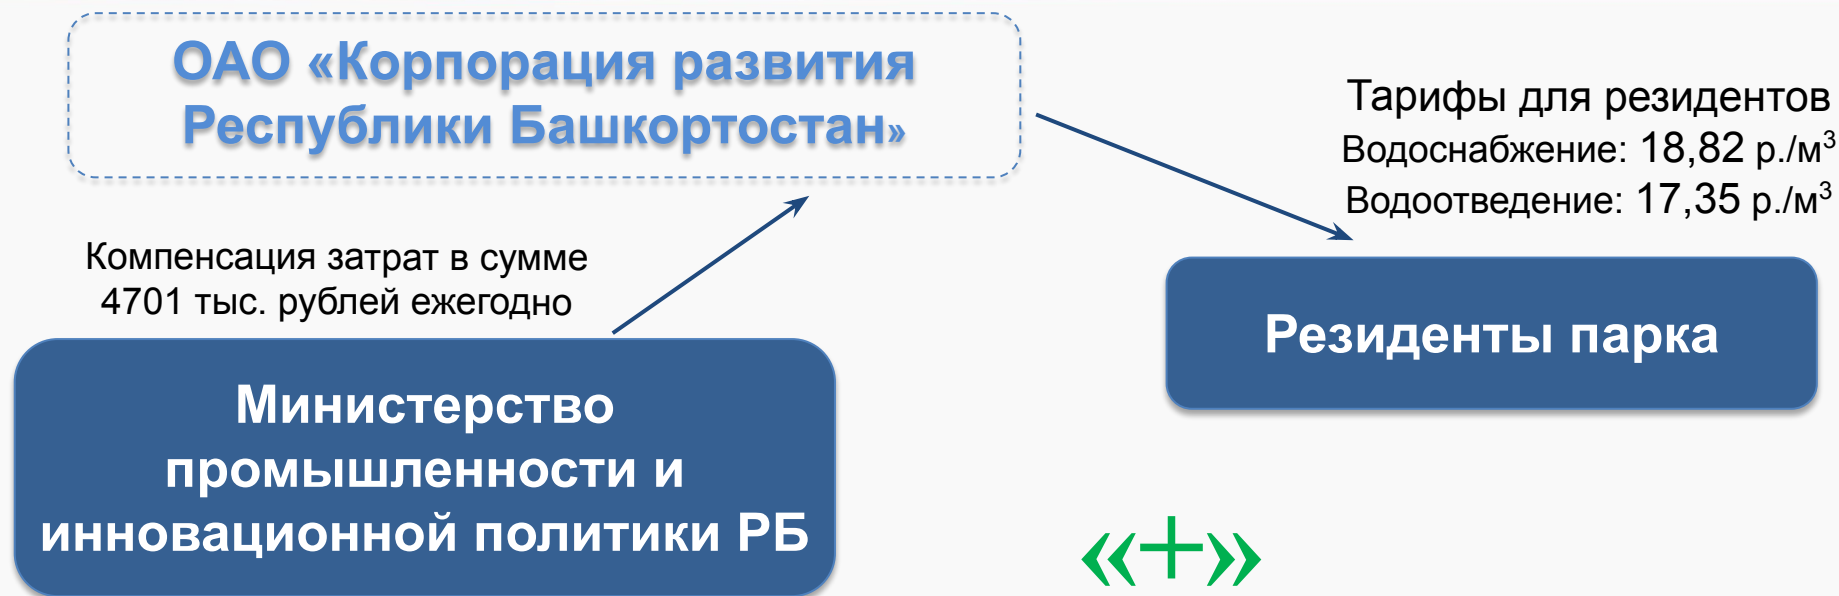 ОАО «Корпорация развития
Республики Башкортостан»
Тарифы для резидентов
Водоснабжение: 18,82 р./м³
Водоотведение: 17,35 р./м³
Компенсация затрат в сумме
4701 тыс. рублей ежегодно
Резиденты парка
Министерство
промышленности и
инновационной политики РБ
«+»